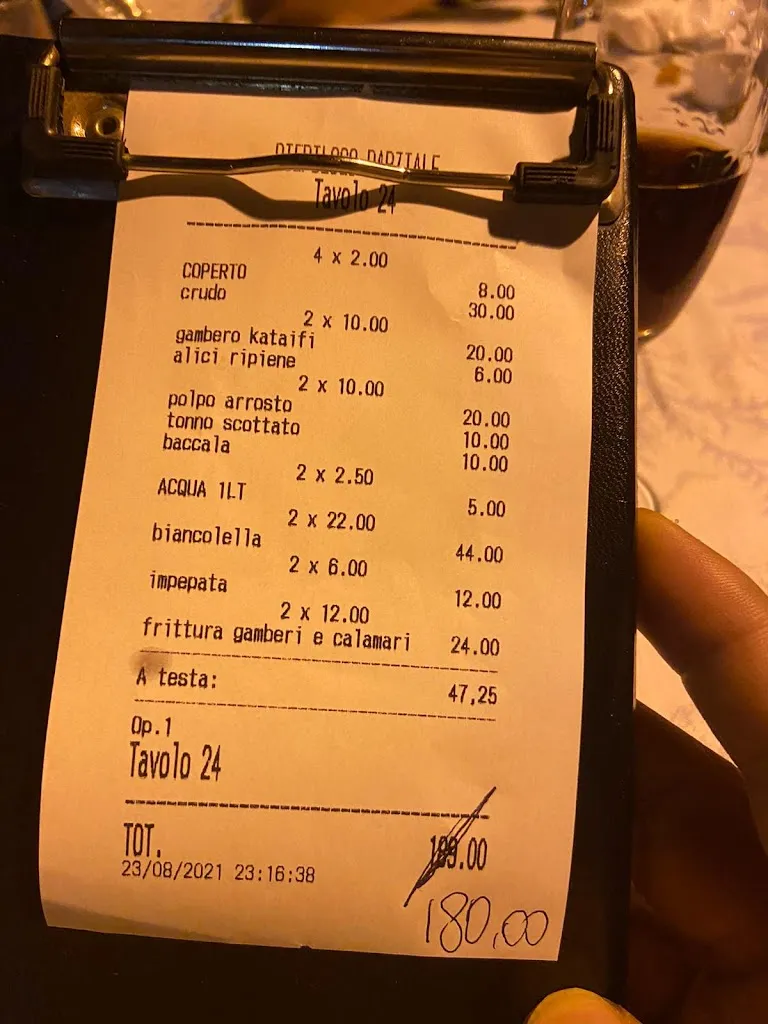 RIEPILOGO PARZIALE
Tavolo 24
4 x 2.00
COPERTO 8.00
crudo 30.00
2 x 10.00
gambero kataifi 20.00
alici ripiene 6.00
2 x 10.00
polpo arrosto 20.00
tonno scottato 10.00
baccala 10.00
2 x 2.50
ACQUA 1LT 5.00
2 x 22.00
biancolella 44.00
2 x 6.00
impepata 12.00
2 x 12.00
frittura gamberi e calamari 24.00
A testa: 47,25
Op.1
Tavolo 24
TOT. 189.00
23/08/2021 23:16:38
180,00